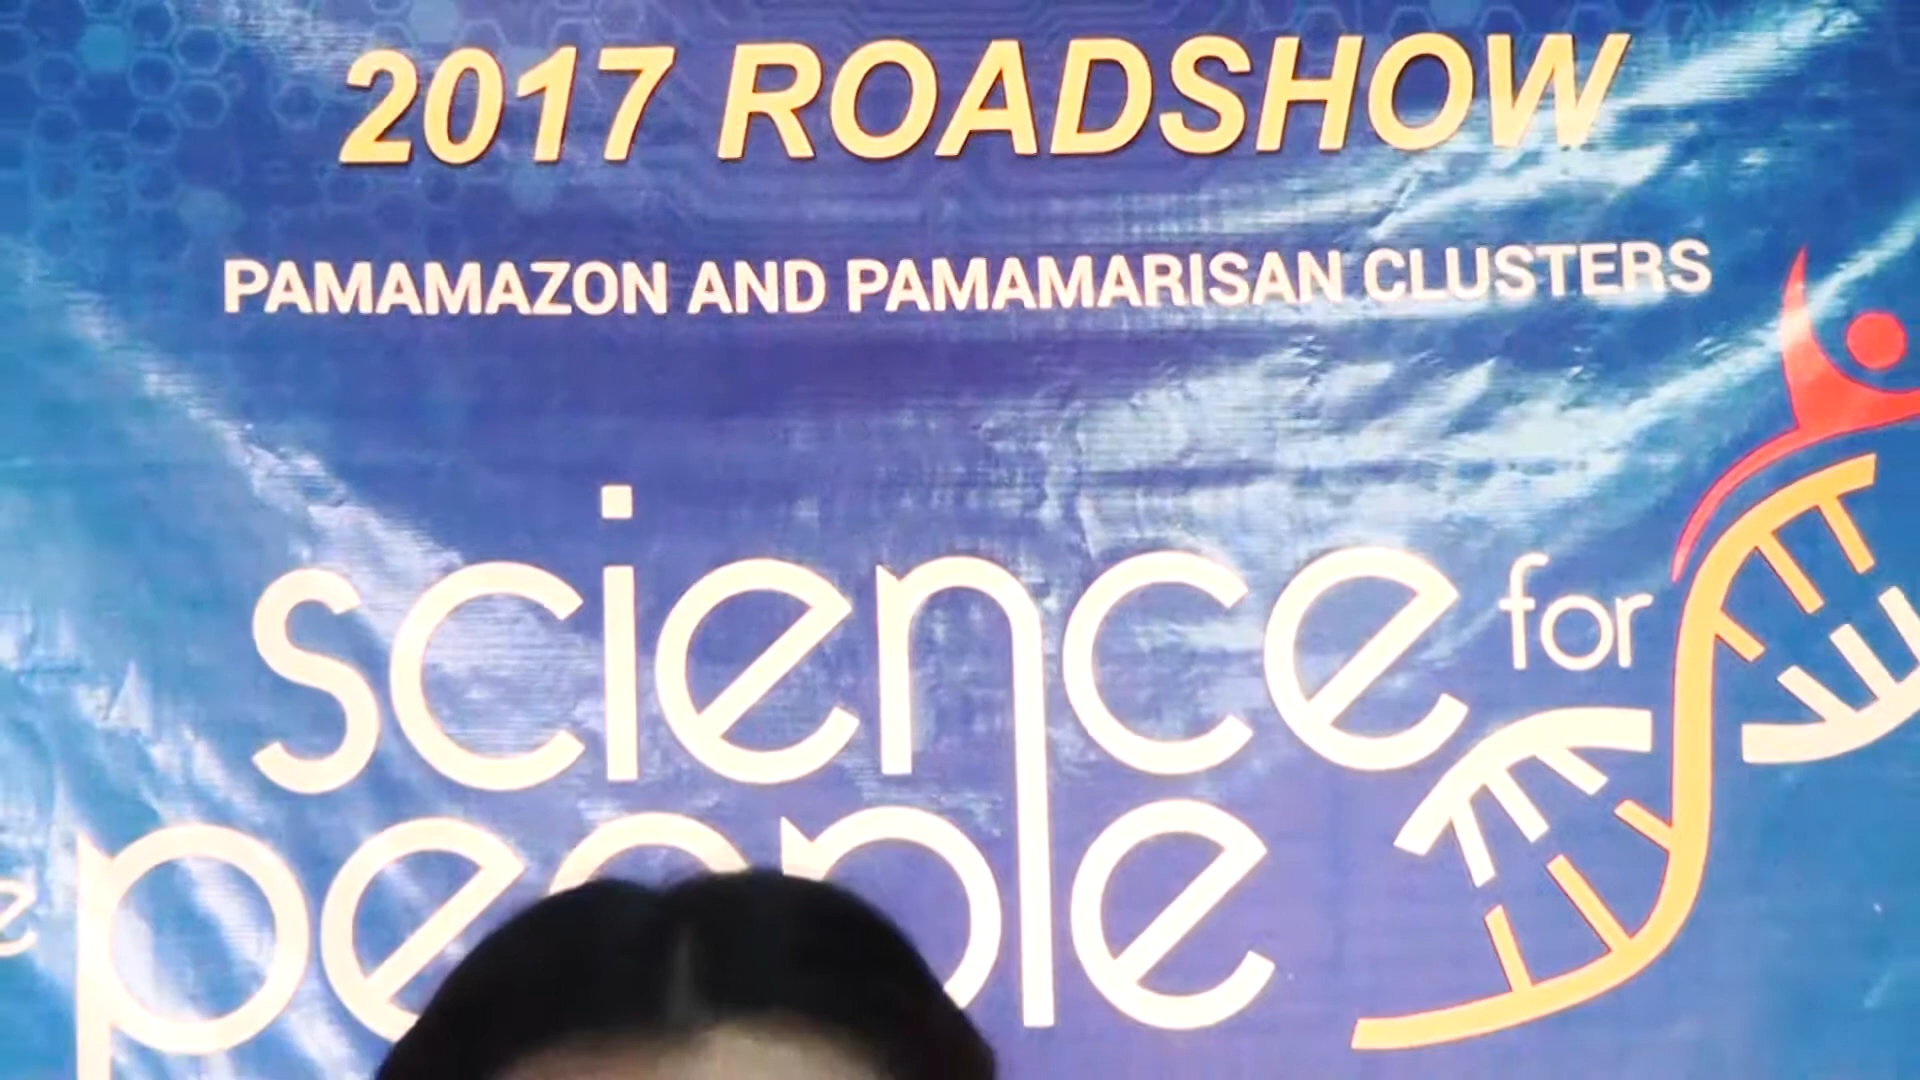 2017 ROADSHOW
PAMAMAZON AND PAMAMARISAN CLUSTERS
science for
people